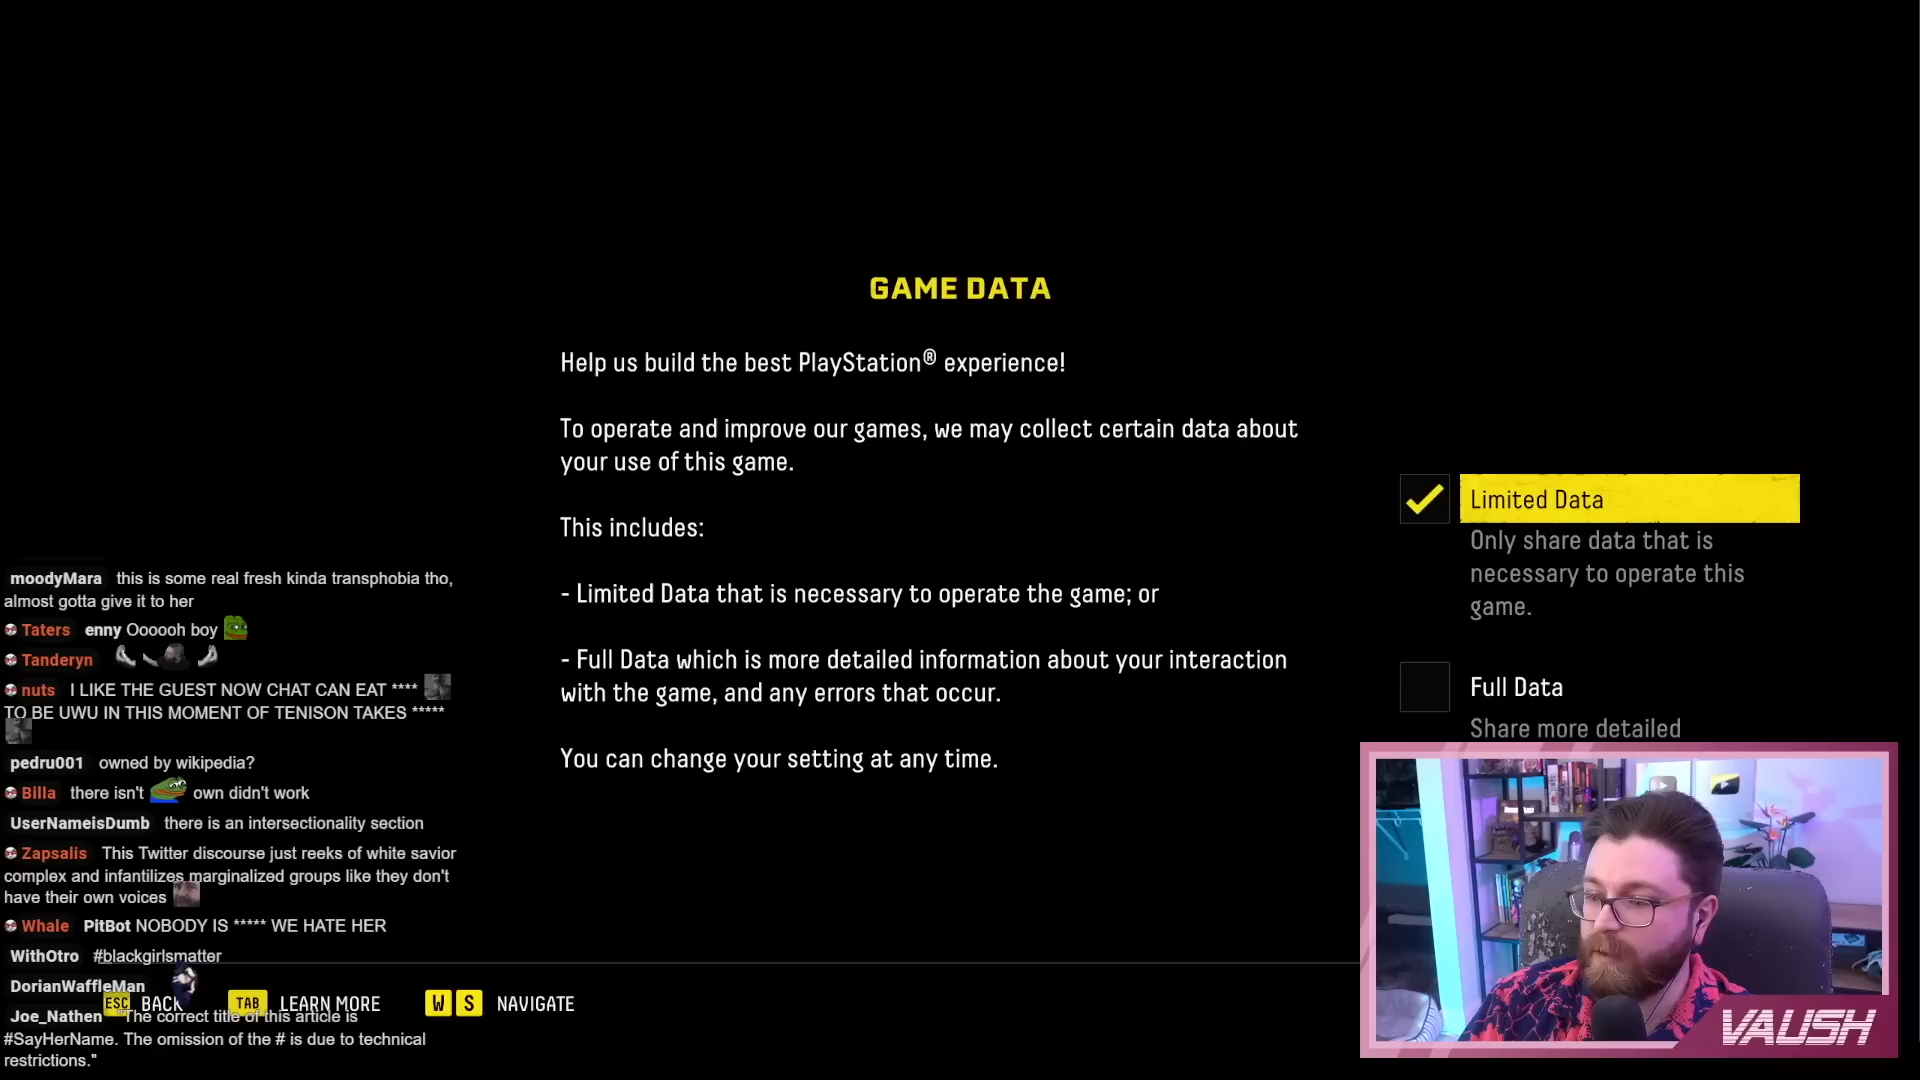 GAME DATA
Help us build the best PlayStation® experience!
To operate and improve our games, we may collect certain data about
your use of this game.
This includes:
- Limited Data that is necessary to operate the game; or
- Full Data which is more detailed information about your interaction
with the game, and any errors that occur.
You can change your setting at any time.
Limited Data
Only share data that is
necessary to operate this
game.
Full Data
Share more detailed
moodyMara this is some real fresh kinda transphobia tho,
almost gotta give it to her
Taters enny Oooooh boy
Tanderyn
nuts I LIKE THE GUEST NOW CHAT CAN EAT ****
TO BE UWU IN THIS MOMENT OF TENISON TAKES *****
pedru001 owned by wikipedia?
Billa there isn't own didn't work
UserNameisDumb there is an intersectionality section
Zapsalis This Twitter discourse just reeks of white savior
complex and infantilizes marginalized groups like they don't
have their own voices
Whale PitBot NOBODY IS ***** WE HATE HER
WithOtro #blackgirlsmatter
DorianWaffleMan
Joe_Nathen "The correct title of this article is
#SayHerName. The omission of the # is due to technical
restrictions."
ESC BACK TAB LEARN MORE W S NAVIGATE
VAUSH